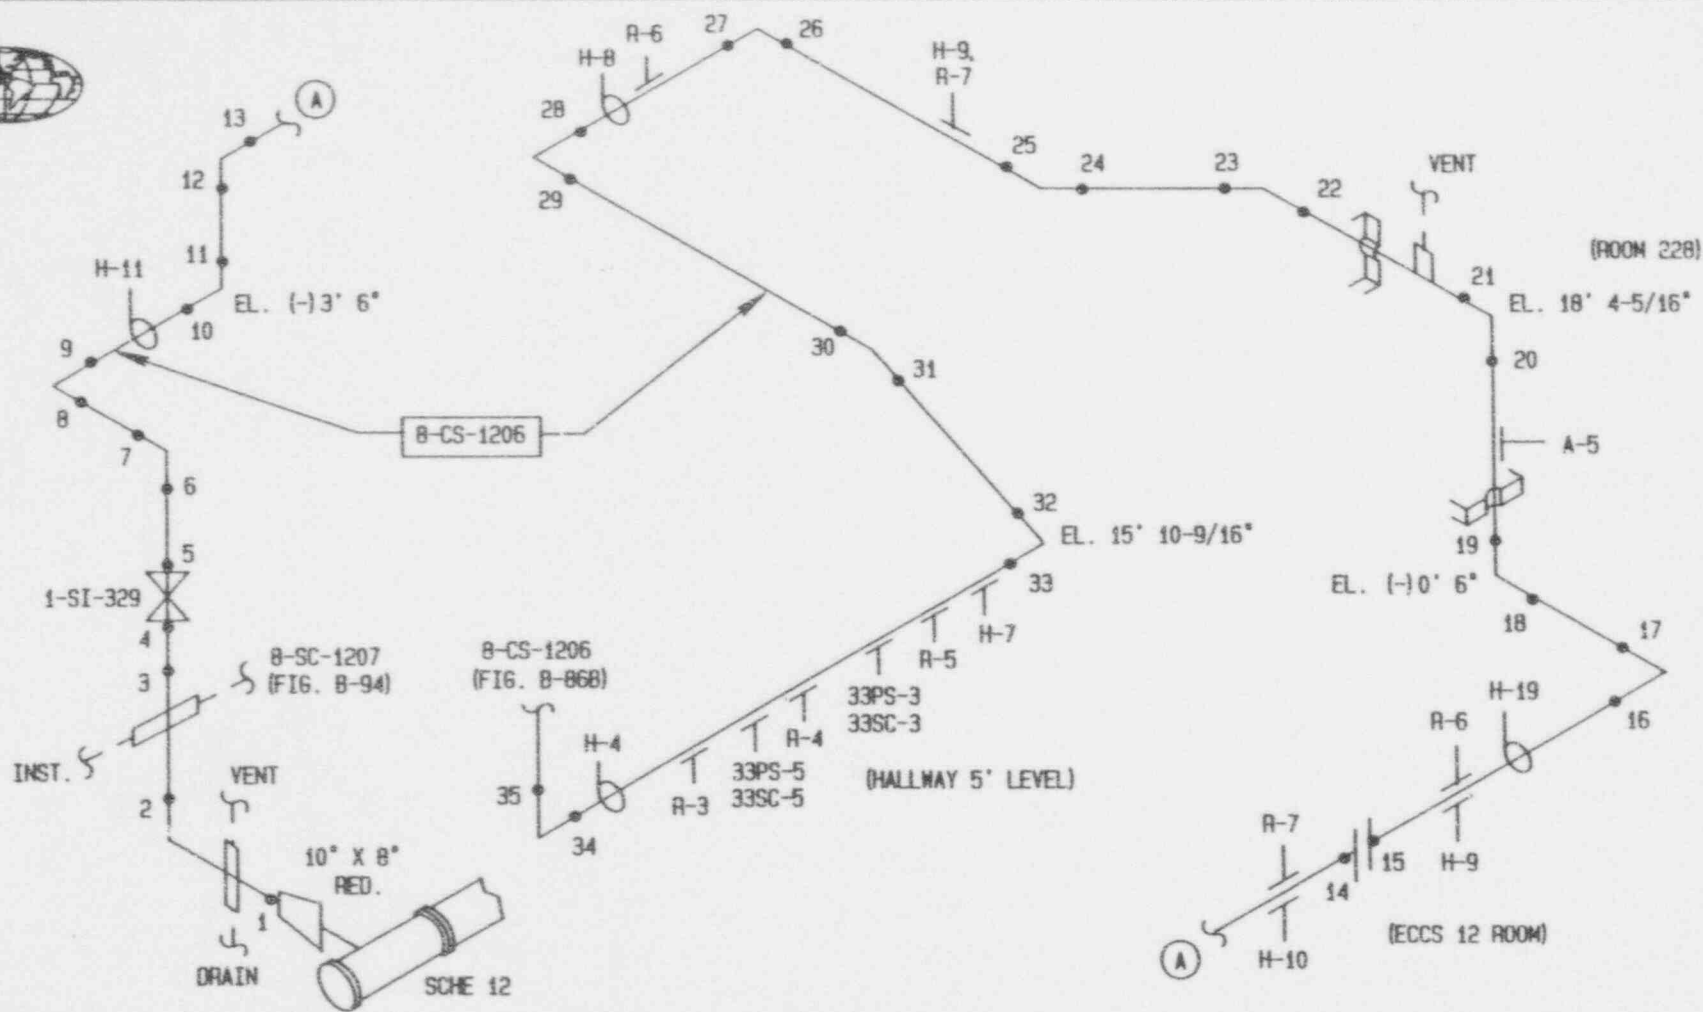 27
26
R-6
H-8
H-9,
R-7
A
13
28
25
24
23
VENT
12
22
29
(ROOM 228)
11
H-11
21
EL. (-)3' 6"
EL. 18' 4-5/16"
10
30
9
20
31
8
8-CS-1206
A-5
7
6
32
EL. 15' 10-9/16"
19
5
33
EL. (-)0' 6"
1-SI-329
18
17
4
H-7
8-SC-1207
(FIG. B-94)
8-CS-1206
(FIG. B-86B)
R-5
3
33PS-3
33SC-3
H-19
16
R-4
R-6
H-4
INST.
VENT
33PS-5
33SC-5
(HALLWAY 5' LEVEL)
2
35
R-3
34
R-7
15
H-9
10" X 8"
RED.
14
1
(ECCS 12 ROOM)
A
H-10
DRAIN
SCHE 12